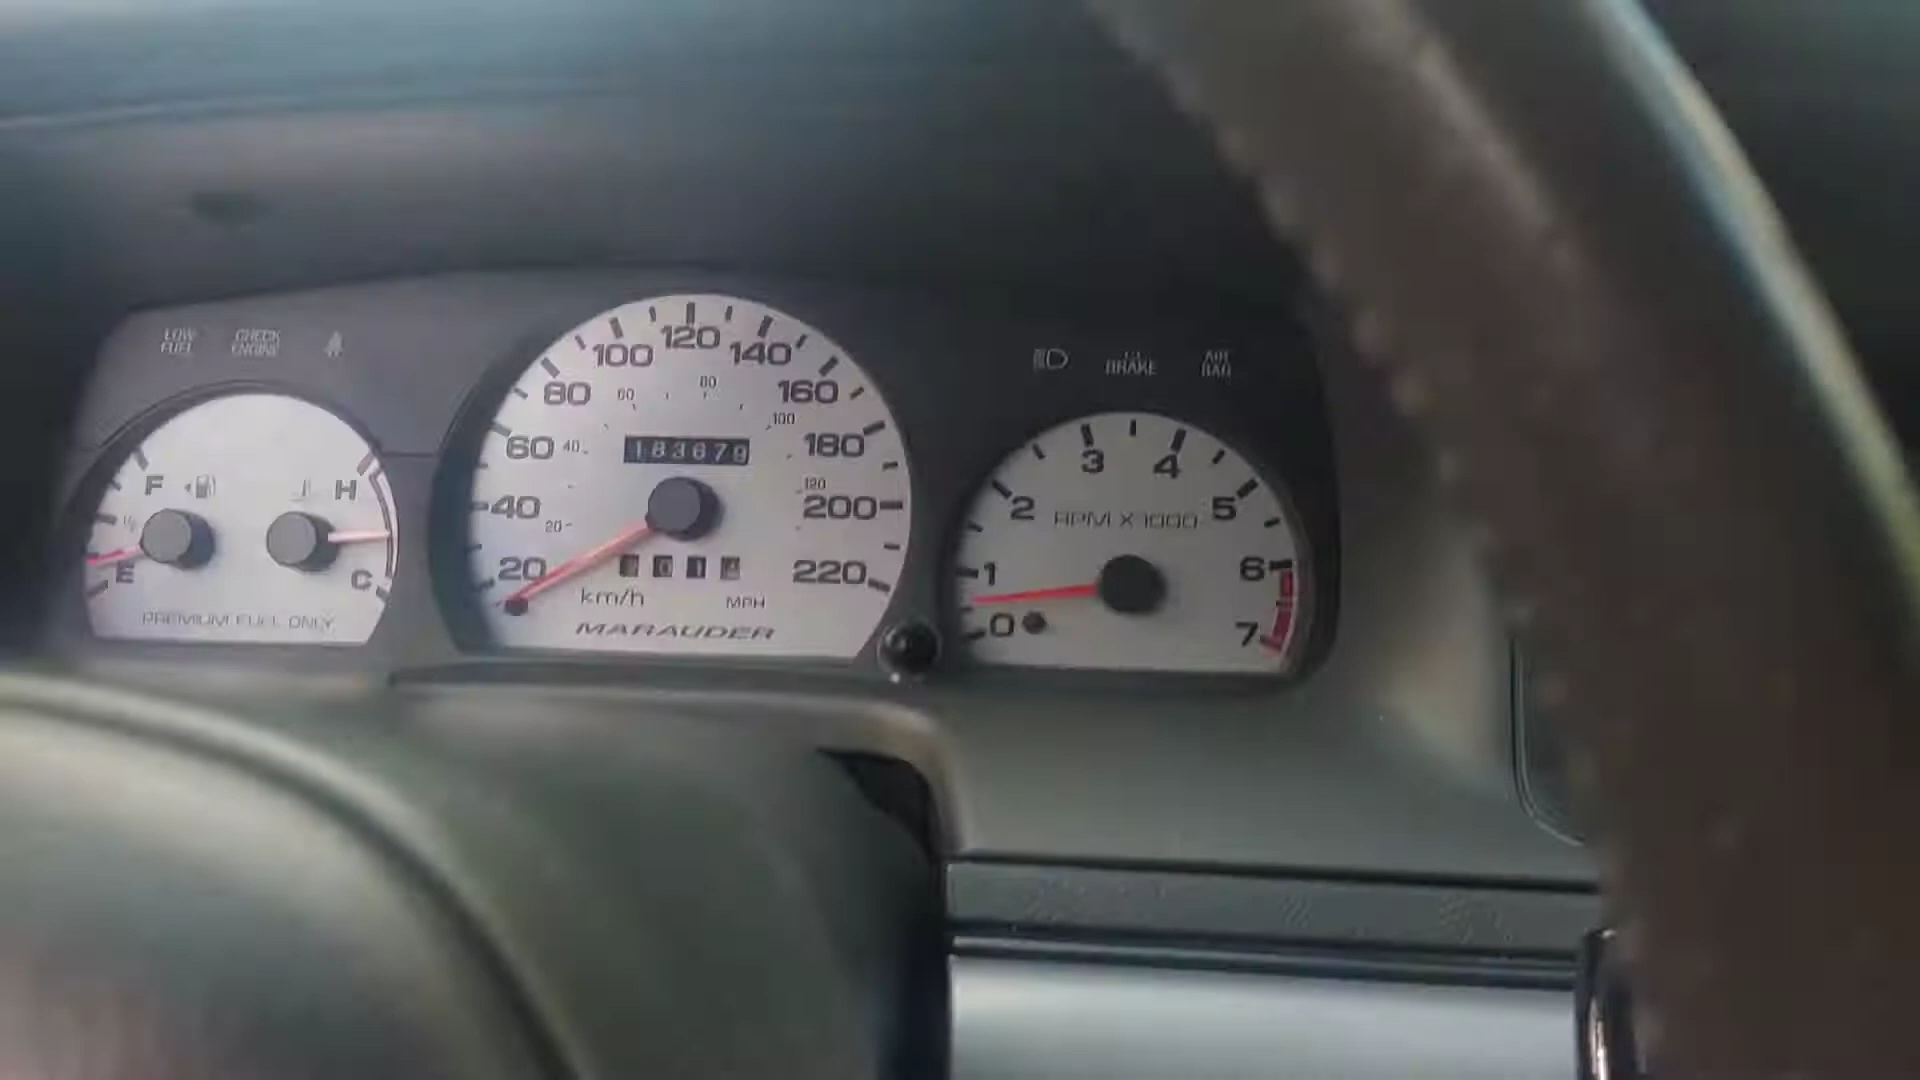 LOW
FUEL
CHECK
ENGINE
F
E
H
C
PREMIUM FUEL ONLY
20
40
60
80
100
120
140
160
180
200
220
20
40
60
80
100
120
183679
km/h
MPH
MARAUDER
BRAKE
AIR
BAG
0
1
2
3
4
5
6
7
RPM X 1000